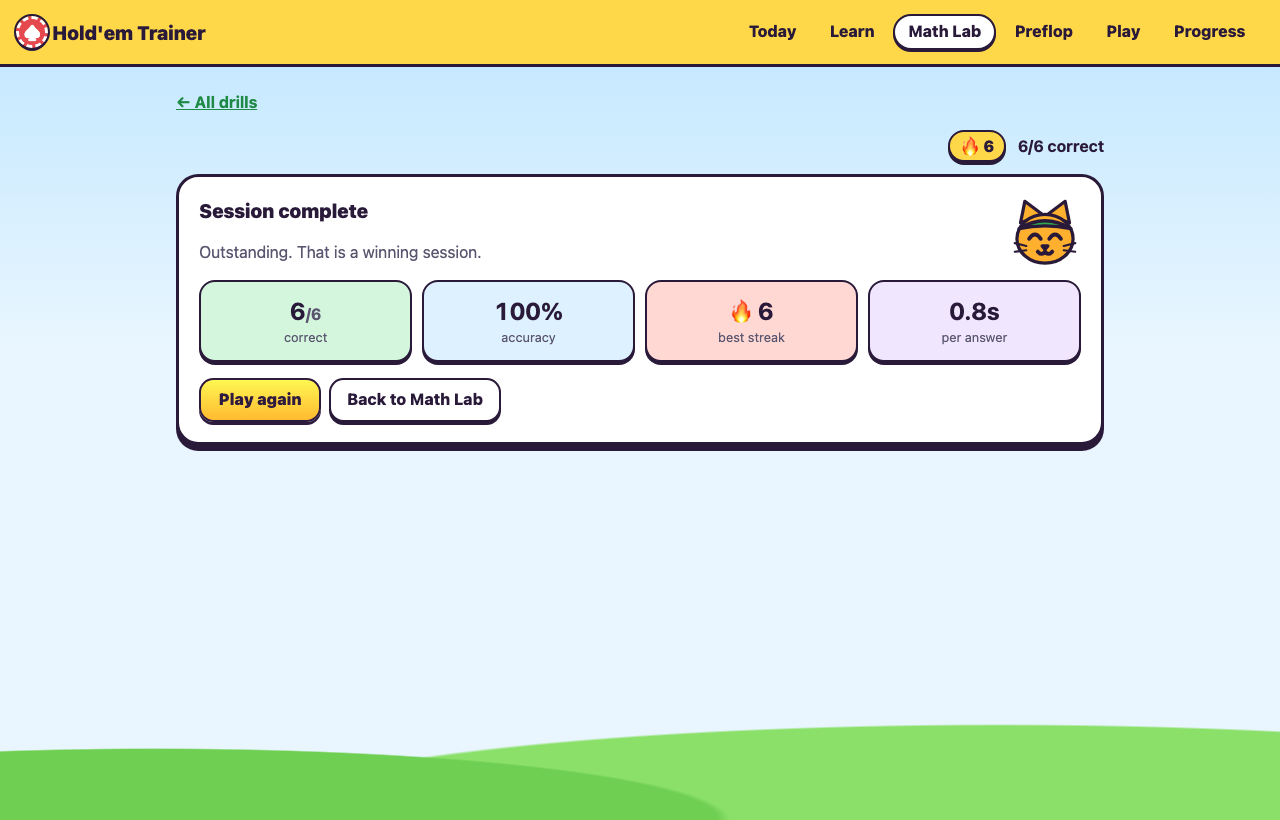 Hold'em Trainer
Today
Learn
Math Lab
Preflop
Play
Progress
← All drills
🔥 6
6/6 correct
Session complete
Outstanding. That is a winning session.
6/6
correct
100%
accuracy
🔥 6
best streak
0.8s
per answer
Play again
Back to Math Lab